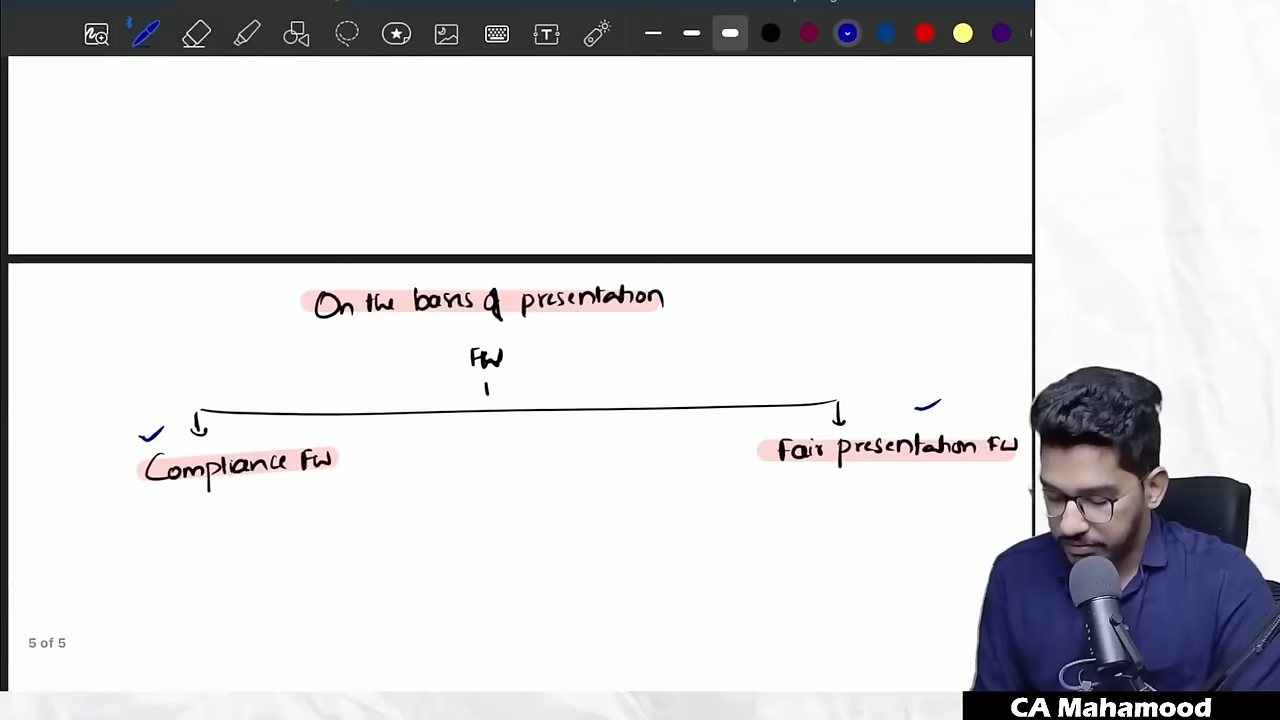 On the basis of presentation
FW
Compliance FW
Fair presentation FW
5 of 5
CA Mahamood